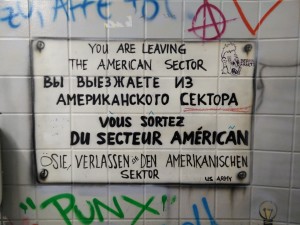 YOU ARE LEAVING
THE AMERICAN SECTOR
ВЫ ВЫЕЗЖАЕТЕ ИЗ
АМЕРИКАНСКОГО СЕКТОРА
VOUS SORTEZ
DU SECTEUR AMÉRICAN
SIE VERLASSEN DEN AMERIKANISCHEN
SEKTOR
US ARMY
"PUNX"